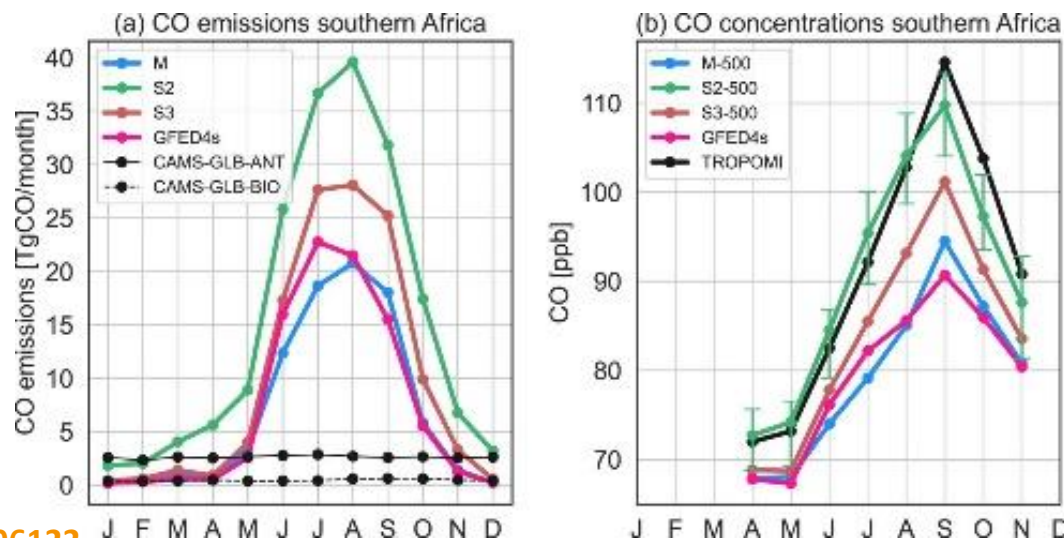 (a) CO emissions southern Africa
CO emissions [TgCO/month]
40
35
30
25
20
15
10
5
0
M
S2
S3
GFED4s
CAMS-GLB-ANT
CAMS-GLB-BIO
J F M A M J J A S O N D
(b) CO concentrations southern Africa
CO [ppb]
110
100
90
80
70
M-500
S2-500
S3-500
GFED4s
TROPOMI
J F M A M J J A S O N D